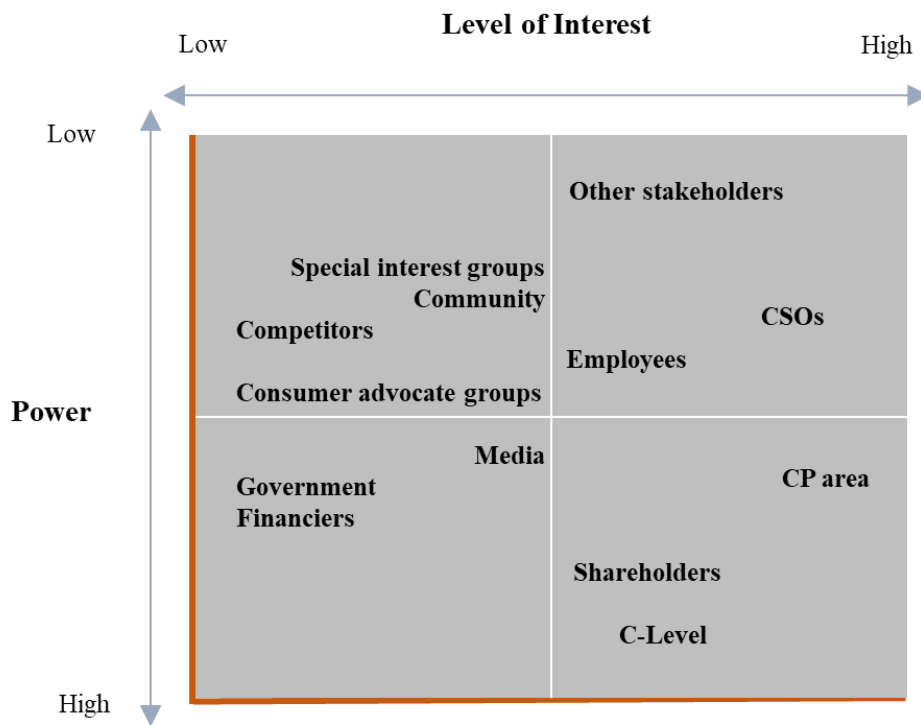 Level of Interest
Low
High
Low
Other stakeholders
Special interest groups
Community
CSOs
Competitors
Employees
Consumer advocate groups
Power
Media
CP area
Government
Financiers
Shareholders
C-Level
High